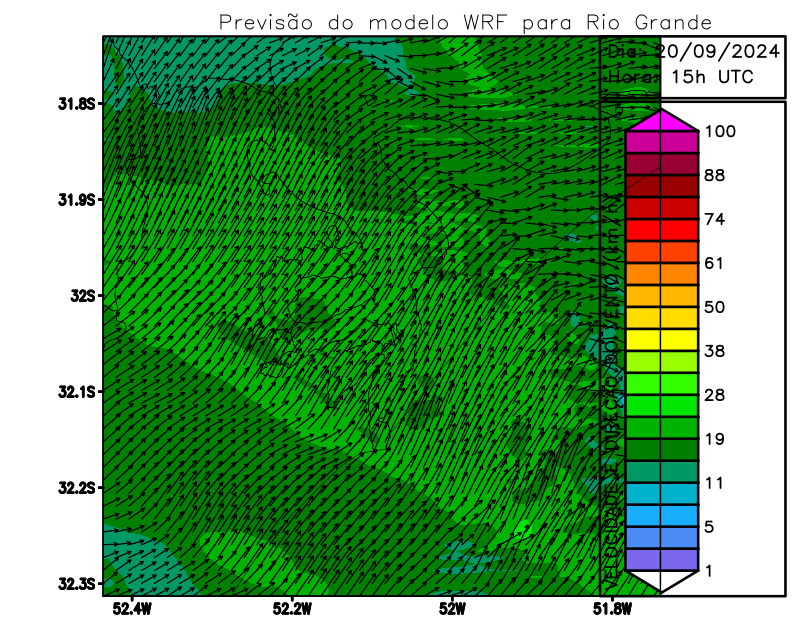 Previsão do modelo WRF para Rio Grande
Dia: 20/09/2024
Hora: 15h UTC
31.8S
31.9S
32S
32.1S
32.2S
32.3S
52.4W
52.2W
52W
51.8W
VELOCIDADE E DIREÇÃO DO VENTO (km/h)
100
88
74
61
50
38
28
19
11
5
1